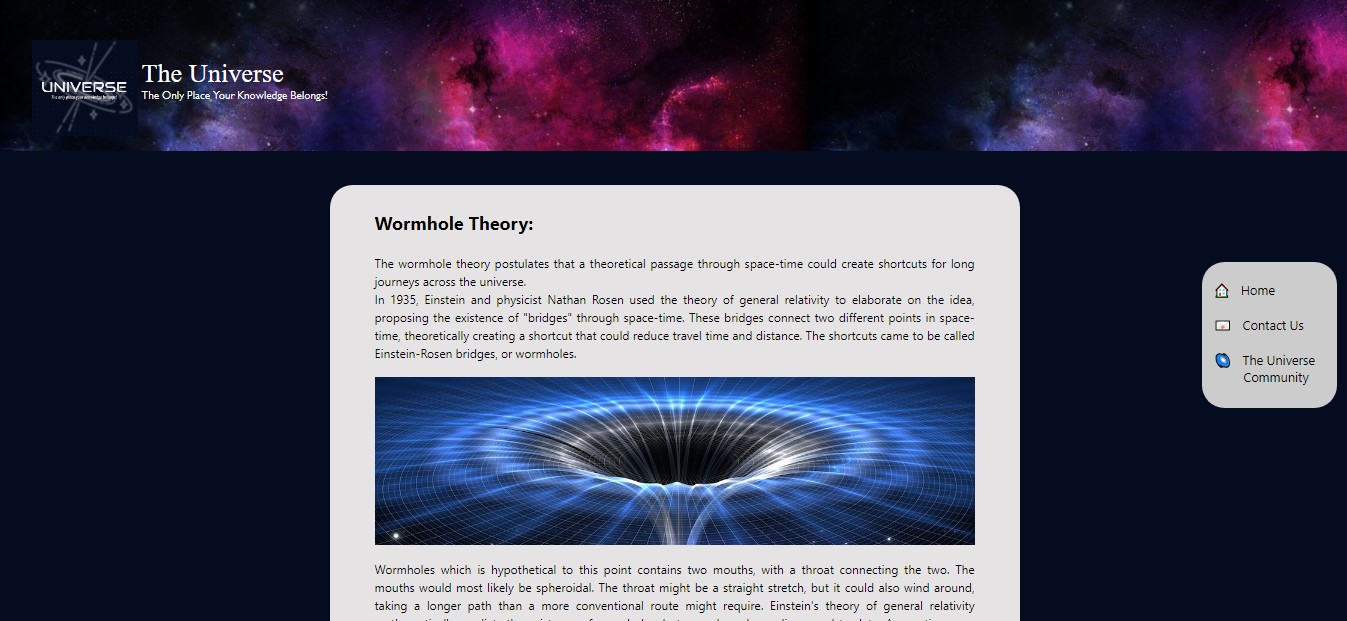 UNIVERSE
The Universe
The Only Place Your Knowledge Belongs!
Wormhole Theory:
The wormhole theory postulates that a theoretical passage through space-time could create shortcuts for long
journeys across the universe.
In 1935, Einstein and physicist Nathan Rosen used the theory of general relativity to elaborate on the idea,
proposing the existence of "bridges" through space-time. These bridges connect two different points in space-
time, theoretically creating a shortcut that could reduce travel time and distance. The shortcuts came to be called
Einstein-Rosen bridges, or wormholes.
Wormholes which is hypothetical to this point contains two mouths, with a throat connecting the two. The
mouths would most likely be spheroidal. The throat might be a straight stretch, but it could also wind around,
taking a longer path than a more conventional route might require. Einstein's theory of general relativity
Home
Contact Us
The Universe
Community